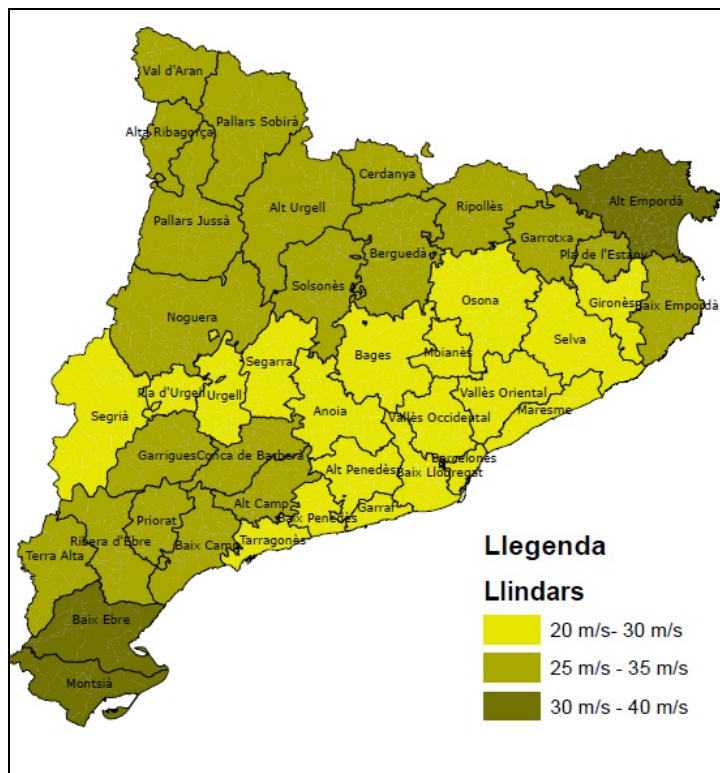 Val d'Aran
Alta Ribagorça
Pallars Sobirà
Cerdanya
Pallars Jussà
Alt Urgell
Ripollès
Alt Empordà
Garrotxa
Pla de l'Estany
Berguedà
Solsonès
Osona
Gironès
Baix Empordà
Noguera
Selva
Segarra
Bages
Moianès
Segrià
Pla d'Urgell
Urgell
Anoia
Vallès Oriental
Maresme
Vallès Occidental
Garrigues
Conca de Barberà
Alt Penedès
Barcelonès
Baix Llobregat
Priorat
Alt Camp
Baix Penedès
Garraf
Ribera d'Ebre
Terra Alta
Baix Camp
Tarragonès
Baix Ebre
Montsià
Llegenda
Llindars
20 m/s- 30 m/s
25 m/s - 35 m/s
30 m/s - 40 m/s